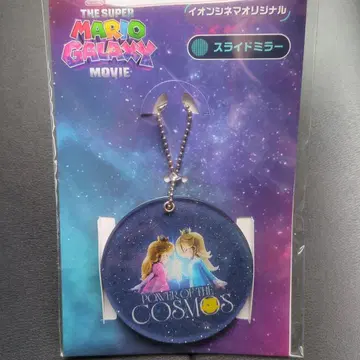 THE SUPER
MARIO
GALAXY
MOVIE
イオンシネマオリジナル
スライドミラー
POWER OF THE
COSMOS